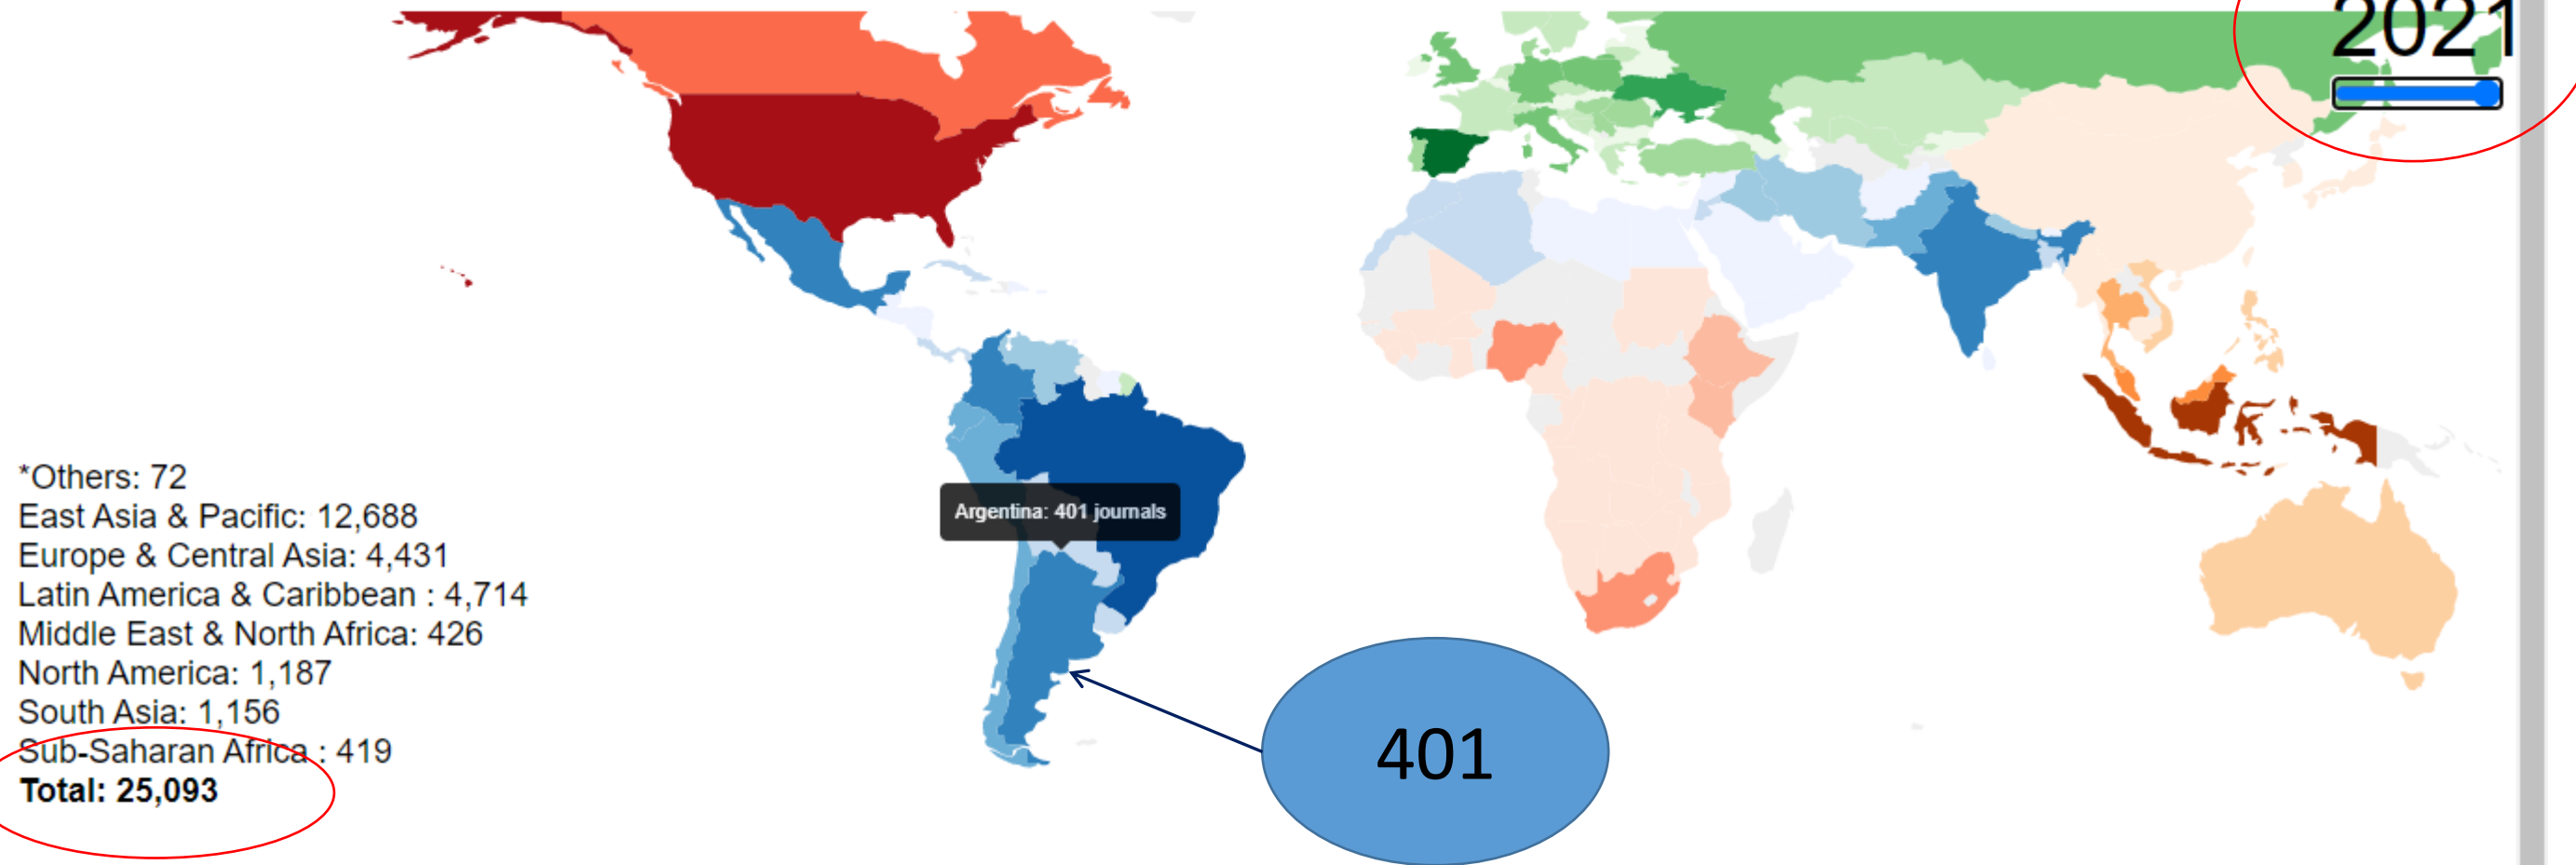 2021
*Others: 72
East Asia & Pacific: 12,688
Europe & Central Asia: 4,431
Latin America & Caribbean : 4,714
Middle East & North Africa: 426
North America: 1,187
South Asia: 1,156
Sub-Saharan Africa : 419
Total: 25,093
Argentina: 401 journals
401